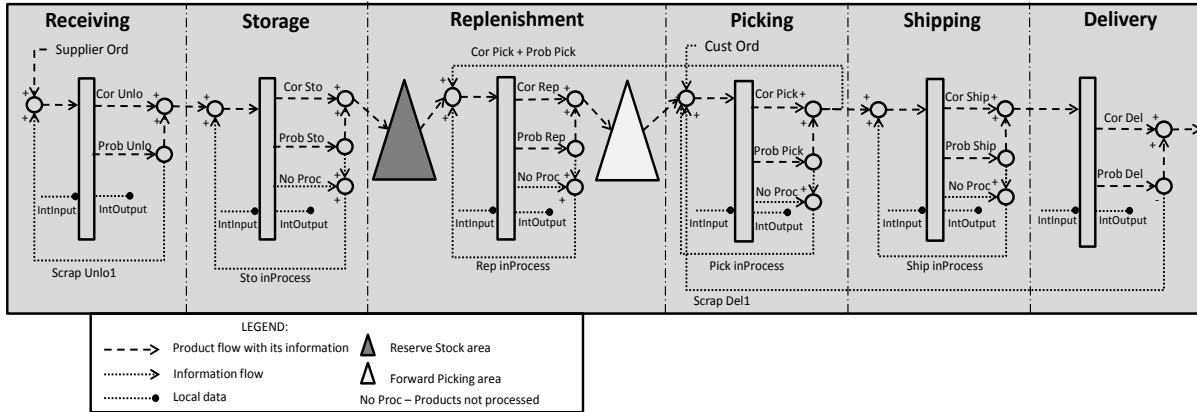 Receiving
Storage
Replenishment
Picking
Shipping
Delivery
Supplier Ord
Cor Pick + Prob Pick
Cust Ord
+
Cor Unlo
+
+
+
Prob Unlo
IntInput
IntOutput
Scrap Unlo1
+
+
Cor Sto
+
+
Prob Sto
No Proc
+
+
IntInput
IntOutput
Sto inProcess
+
+
+
Cor Rep
+
+
Prob Rep
No Proc
+
+
IntInput
IntOutput
Rep inProcess
+
+
+
+
Cor Pick
+
+
Prob Pick
No Proc
+
+
IntInput
IntOutput
Pick inProcess
Scrap Del1
+
+
Cor Ship
+
+
Prob Ship
No Proc
+
+
IntInput
IntOutput
Ship inProcess
Cor Del
+
+
Prob Del
-
IntInput
IntOutput
LEGEND:
Product flow with its information
Reserve Stock area
Information flow
Forward Picking area
Local data
No Proc – Products not processed